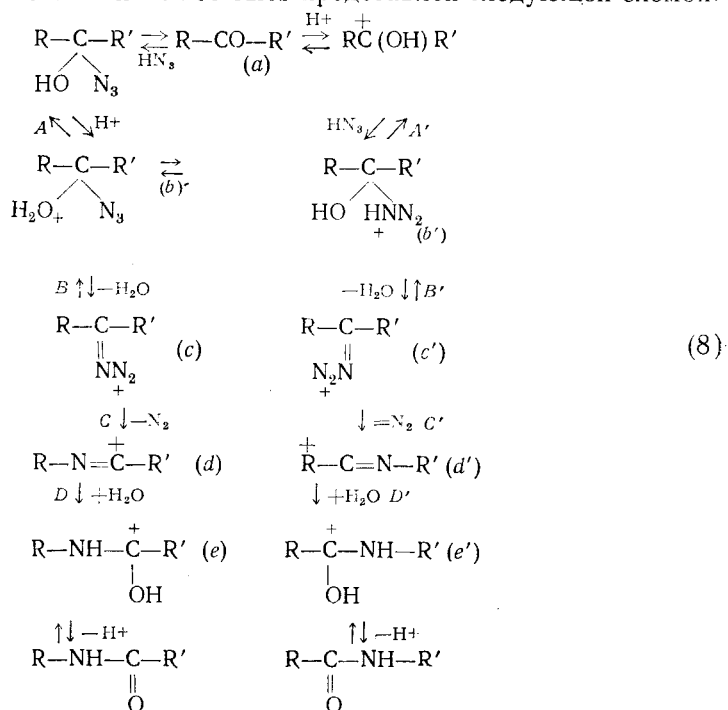 R—C—R′ ⇄ R—CO—R′ H+ ⇄ RC(OH)R′
HN₃ (a) +
HO N₃
A H+ HN₃ A′
R—C—R′ ⇄ R—C—R′
(b)
H₂O+ N₃ HO HNN₂
+ (b′)
B ↑↓ —H₂O —H₂O ↓↑ B′
R—C—R′ (c) R—C—R′ (c′) (8)
NN₂ N₂N
+ +
C ↓ —N₂ ↓ =N₂ C′
+ +
R—N=C—R′ (d) R—C=N—R′ (d′)
D ↓ +H₂O ↓ +H₂O D′
+ +
R—NH—C—R′ (e) R—C—NH—R′ (e′)
OH OH
↑↓ —H+ ↑↓ —H+
R—NH—C—R′ R—C—NH—R′
O O